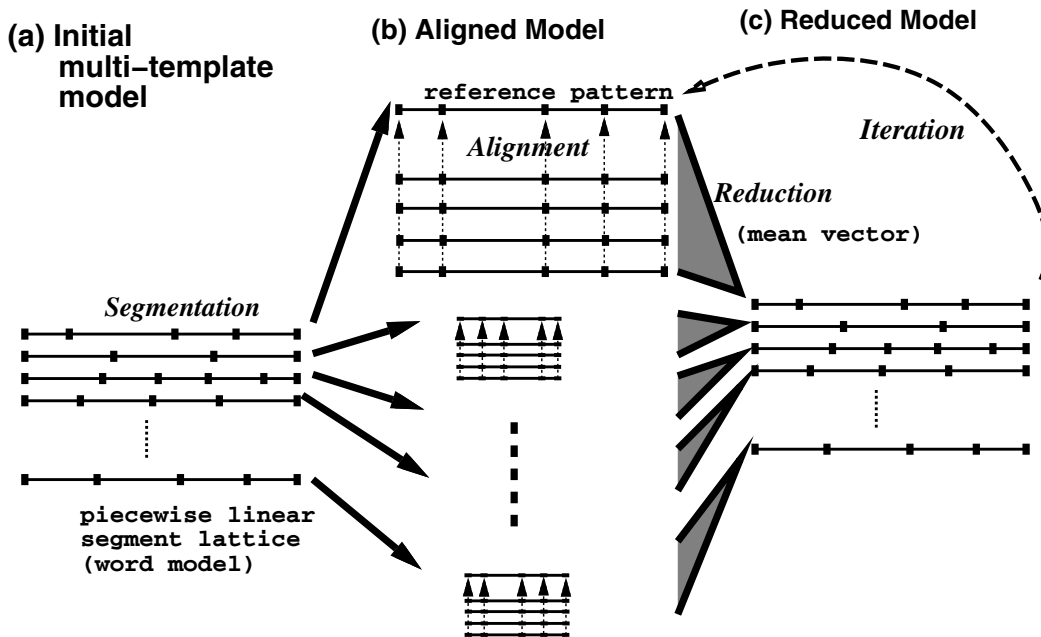 (a) Initial
multi−template
model
(b) Aligned Model
(c) Reduced Model
reference pattern
Alignment
Iteration
Reduction
(mean vector)
Segmentation
piecewise linear
segment lattice
(word model)